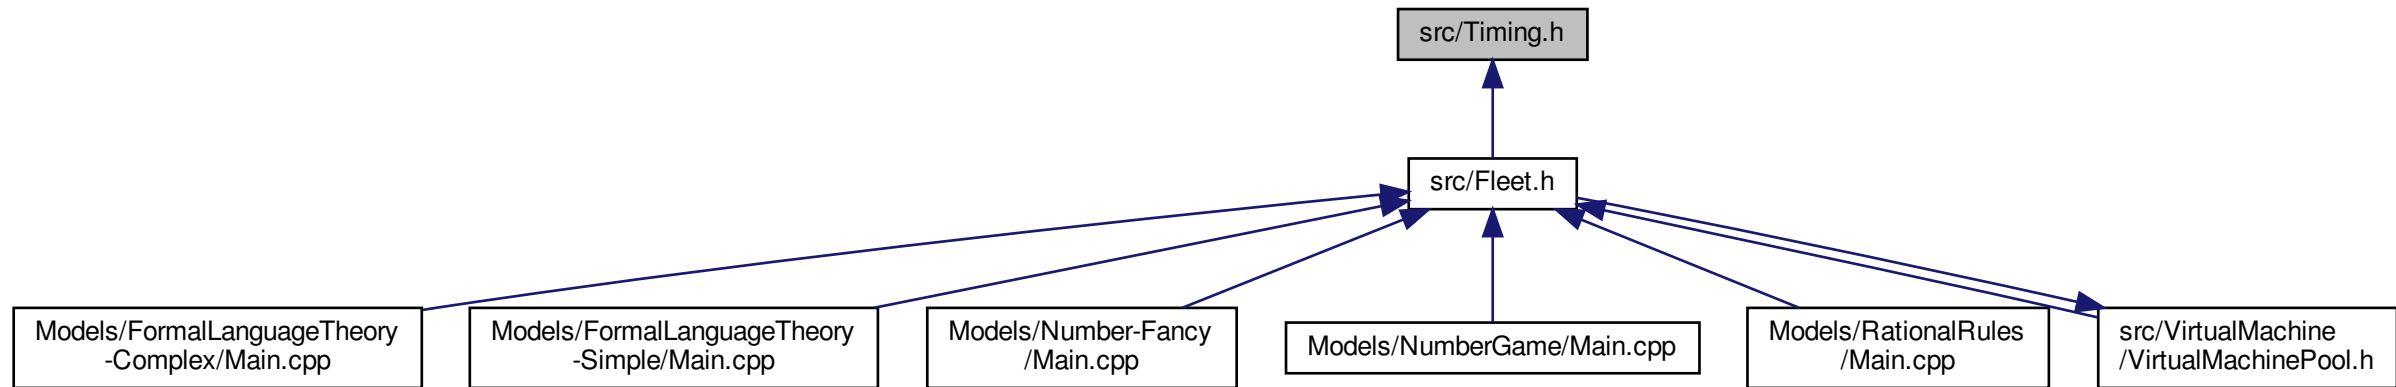 src/Timing.h
src/Fleet.h
Models/FormalLanguageTheory
-Complex/Main.cpp
Models/FormalLanguageTheory
-Simple/Main.cpp
Models/Number-Fancy
/Main.cpp
Models/NumberGame/Main.cpp
Models/RationalRules
/Main.cpp
src/VirtualMachine
/VirtualMachinePool.h